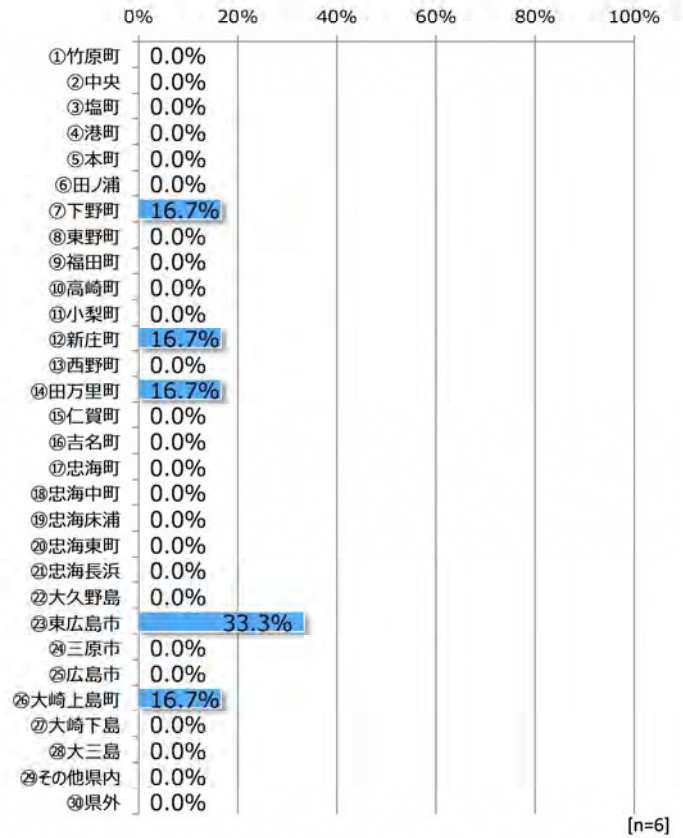 0% 20% 40% 60% 80% 100%
①竹原町 0.0%
②中央 0.0%
③塩町 0.0%
④港町 0.0%
⑤本町 0.0%
⑥田ノ浦 0.0%
⑦下野町 16.7%
⑧東野町 0.0%
⑨福田町 0.0%
⑩高崎町 0.0%
⑪小梨町 0.0%
⑫新庄町 16.7%
⑬西野町 0.0%
⑭田万里町 16.7%
⑮仁賀町 0.0%
⑯吉名町 0.0%
⑰忠海町 0.0%
⑱忠海中町 0.0%
⑲忠海床浦 0.0%
⑳忠海東町 0.0%
㉑忠海長浜 0.0%
㉒大久野島 0.0%
㉓東広島市 33.3%
㉔三原市 0.0%
㉕広島市 0.0%
㉖大崎上島町 16.7%
㉗大崎下島 0.0%
㉘大三島 0.0%
㉙その他県内 0.0%
㉚県外 0.0%
[n=6]